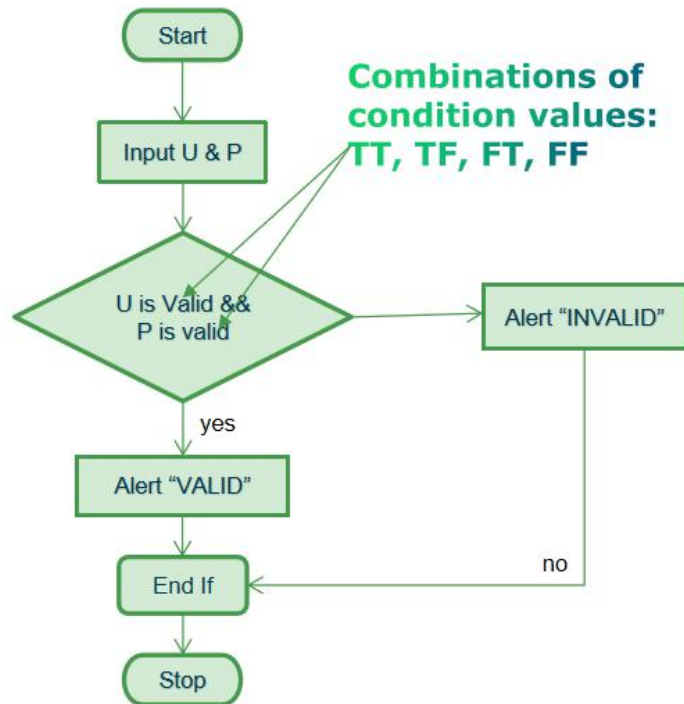 Start
Combinations of
condition values:
TT, TF, FT, FF
Input U & P
U is Valid &&
P is valid
Alert “INVALID”
yes
Alert “VALID”
no
End If
Stop